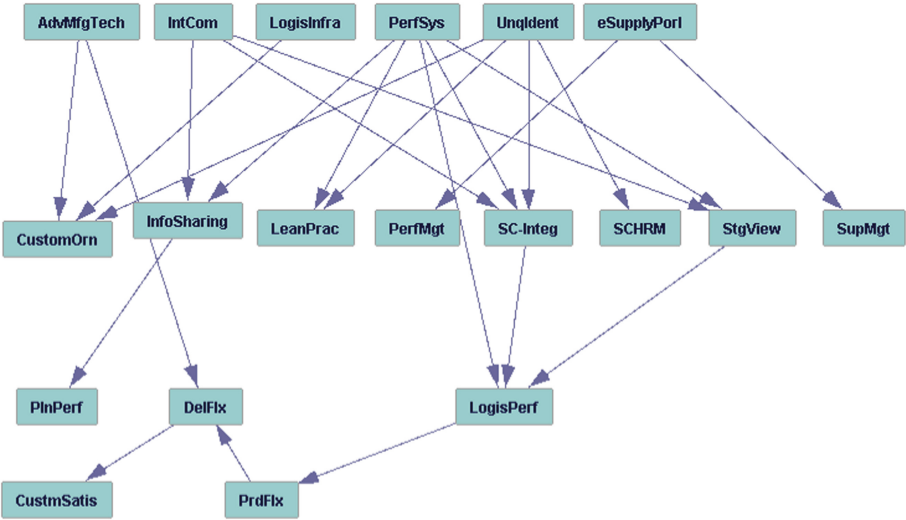 AdvMfgTech
IntCom
LogisInfra
PerfSys
UnqIdent
eSupplyPorl
CustomOrn
InfoSharing
LeanPrac
PerfMgt
SC-Integ
SCHRM
StgView
SupMgt
PlnPerf
DelFlx
LogisPerf
CustmSatis
PrdFlx